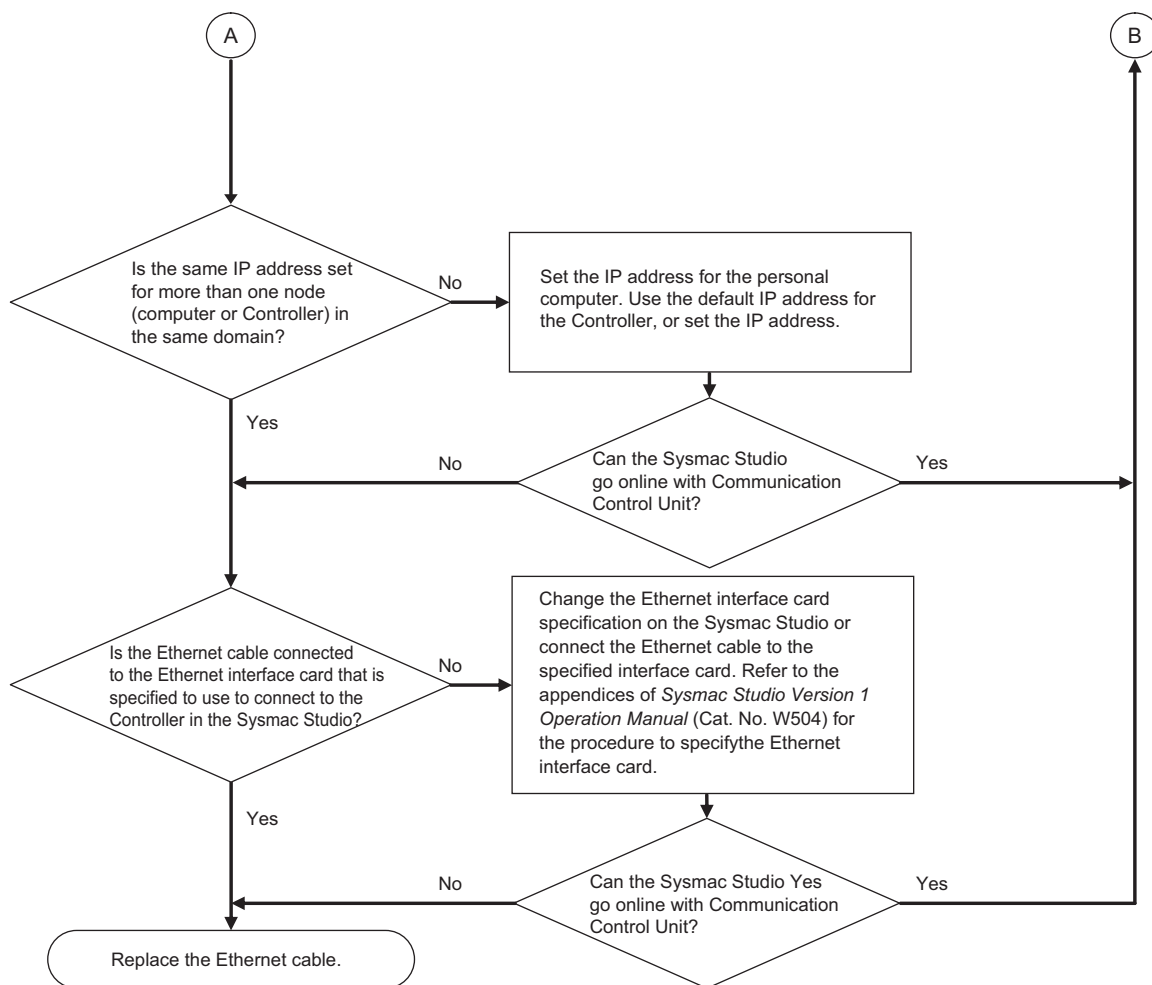 A
B
Is the same IP address set
for more than one node
(computer or Controller) in
the same domain?
No
Set the IP address for the personal
computer. Use the default IP address for
the Controller, or set the IP address.
Yes
No
Can the Sysmac Studio
go online with Communication
Control Unit?
Yes
Is the Ethernet cable connected
to the Ethernet interface card that is
specified to use to connect to the
Controller in the Sysmac Studio?
No
Change the Ethernet interface card
specification on the Sysmac Studio or
connect the Ethernet cable to the
specified interface card. Refer to the
appendices of Sysmac Studio Version 1
Operation Manual (Cat. No. W504) for
the procedure to specifythe Ethernet
interface card.
Yes
No
Can the Sysmac Studio Yes
go online with Communication
Control Unit?
Yes
Replace the Ethernet cable.